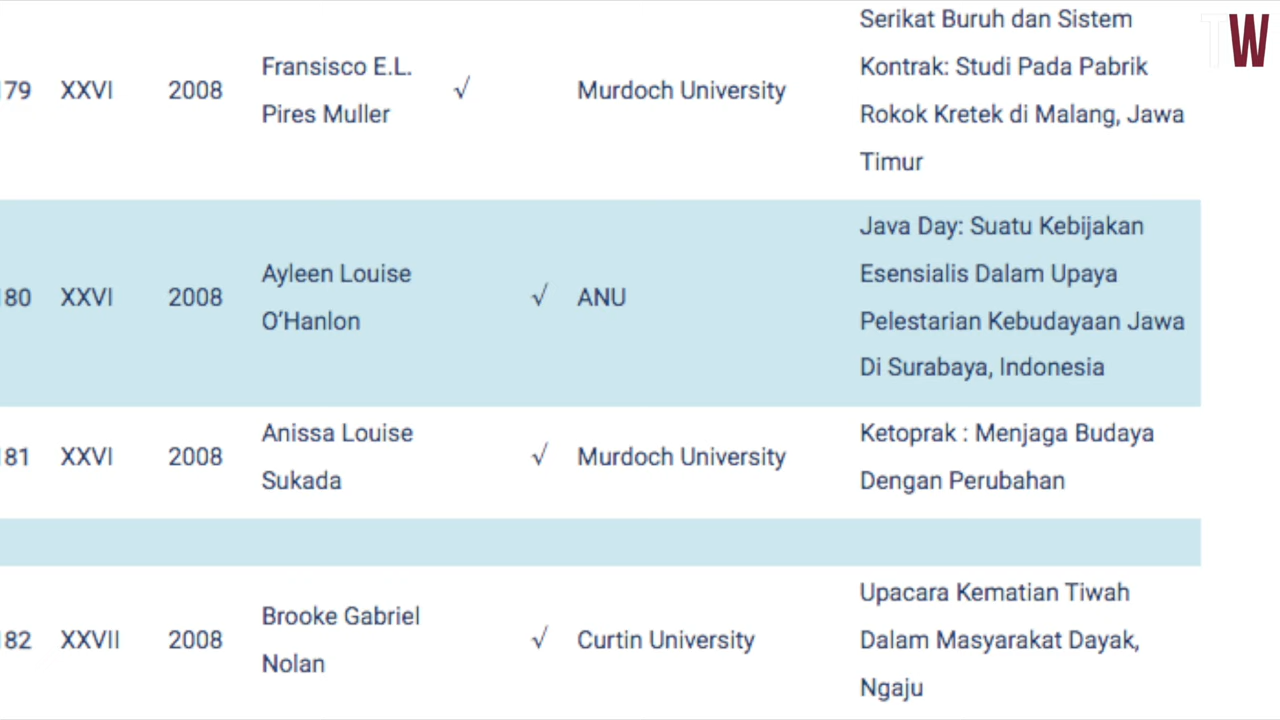 Serikat Buruh dan Sistem
TW
Fransisco E.L.
Kontrak: Studi Pada Pabrik
179 XXVI 2008 √ Murdoch University
Pires Muller
Rokok Kretek di Malang, Jawa
Timur
Java Day: Suatu Kebijakan
Ayleen Louise
Esensialis Dalam Upaya
180 XXVI 2008 √ ANU
O’Hanlon
Pelestarian Kebudayaan Jawa
Di Surabaya, Indonesia
Anissa Louise
Ketoprak : Menjaga Budaya
181 XXVI 2008 √ Murdoch University
Sukada
Dengan Perubahan
Upacara Kematian Tiwah
Brooke Gabriel
182 XXVII 2008 √ Curtin University
Dalam Masyarakat Dayak,
Nolan
Ngaju